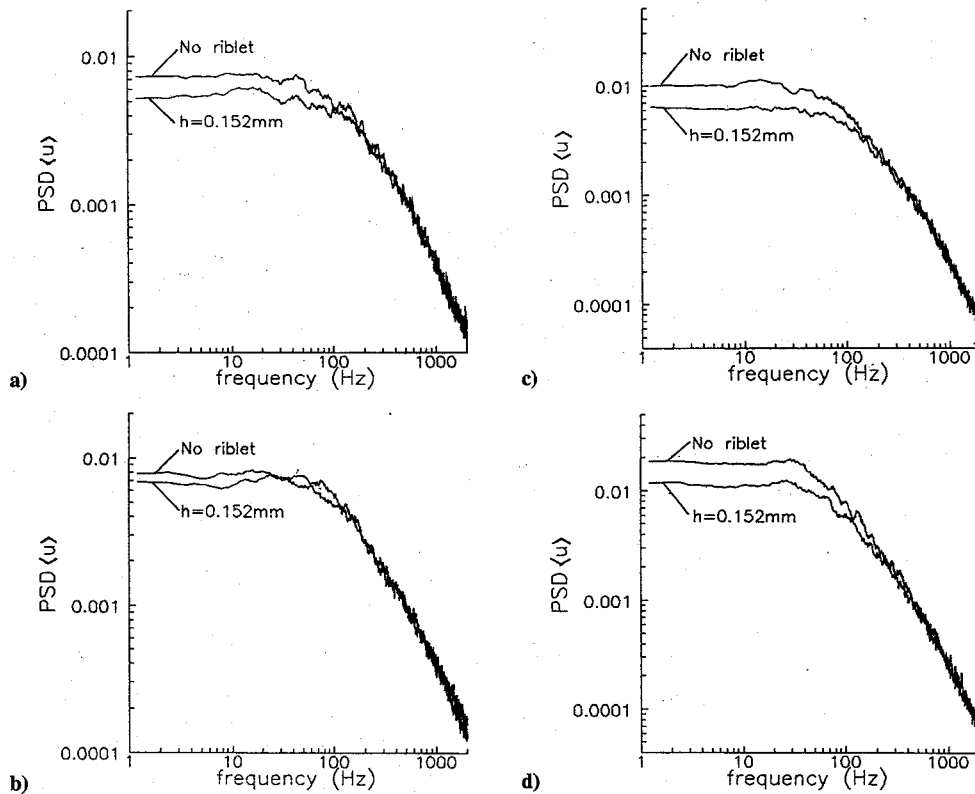 No riblet
0.01
h=0.152mm
PSD ⟨u⟩
0.001
0.0001
1 10 100 1000
frequency (Hz)
a)
No riblet
0.01
h=0.152mm
PSD ⟨u⟩
0.001
0.0001
1 10 100 1000
frequency (Hz)
b)
No riblet
0.01
h=0.152mm
PSD ⟨u⟩
0.001
0.0001
1 10 100 1000
frequency (Hz)
c)
No riblet
0.01
h=0.152mm
PSD ⟨u⟩
0.001
0.0001
1 10 100 1000
frequency (Hz)
d)